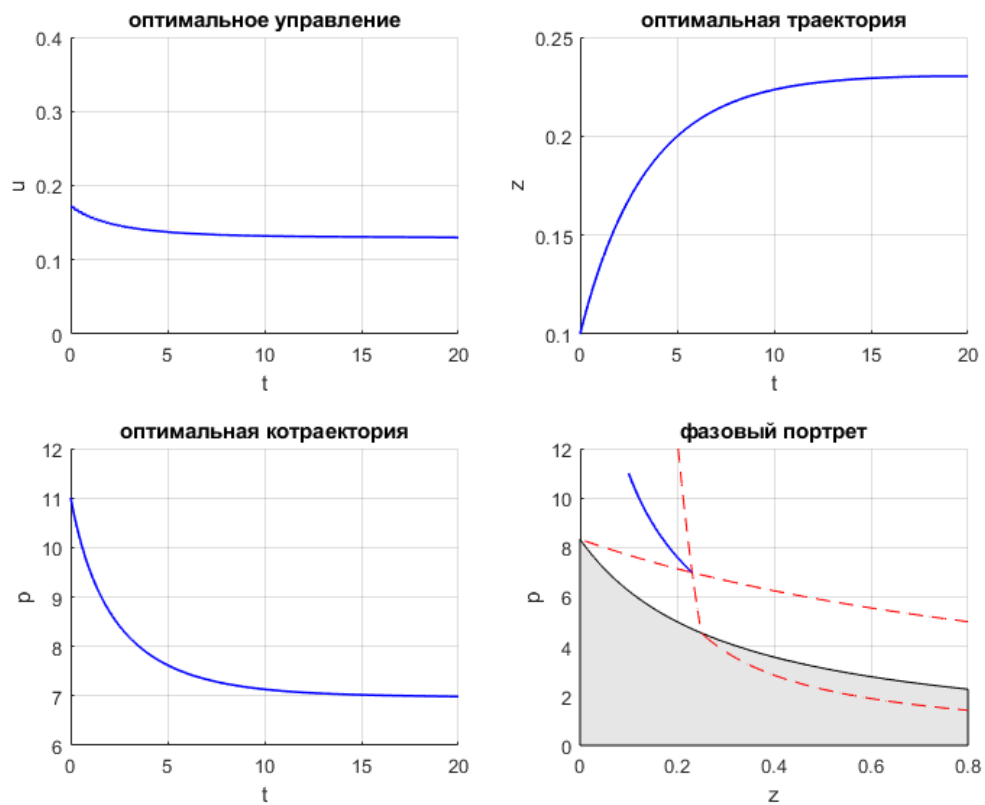 оптимальное управление
0.4
0.3
0.2
0.1
0
u
0 5 10 15 20
t
оптимальная траектория
0.25
0.2
0.15
0.1
z
0 5 10 15 20
t
оптимальная котраектория
12
11
10
9
8
7
6
p
0 5 10 15 20
t
фазовый портрет
12
10
8
6
4
2
0
p
0 0.2 0.4 0.6 0.8
z